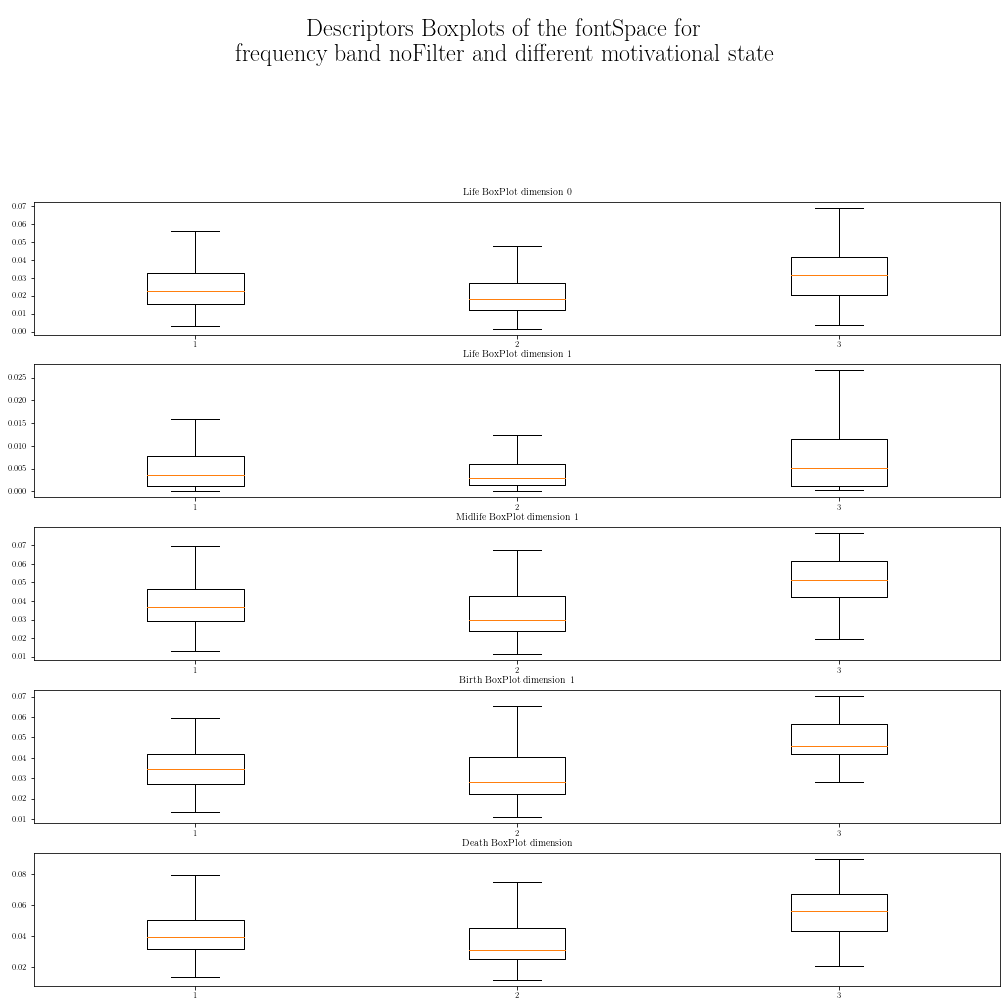 Descriptors Boxplots of the fontSpace for
frequency band noFilter and different motivational state
Life BoxPlot dimension 0
0.07
0.06
0.05
0.04
0.03
0.02
0.01
0.00
1 2 3
Life BoxPlot dimension 1
0.025
0.020
0.015
0.010
0.005
0.000
1 2 3
Midlife BoxPlot dimension 1
0.07
0.06
0.05
0.04
0.03
0.02
0.01
1 2 3
Birth BoxPlot dimension 1
0.07
0.06
0.05
0.04
0.03
0.02
0.01
1 2 3
Death BoxPlot dimension
0.08
0.06
0.04
0.02
1 2 3